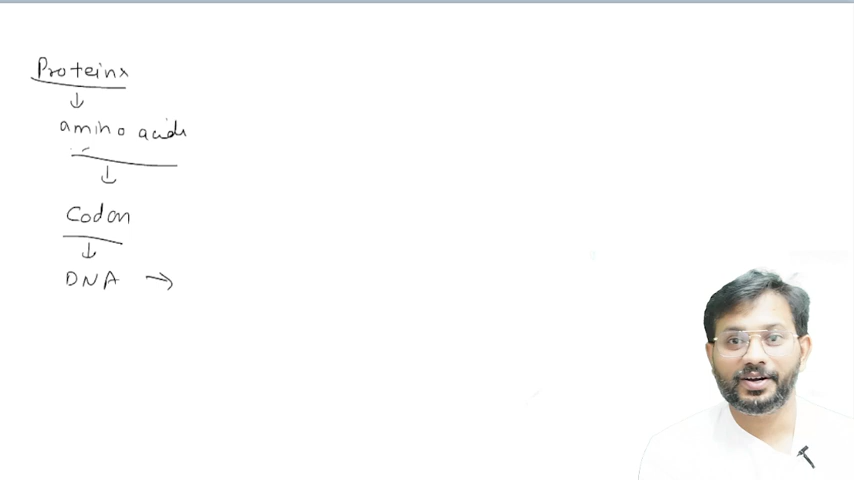 Proteins
↓
amino acids
↓
Codon
↓
DNA →